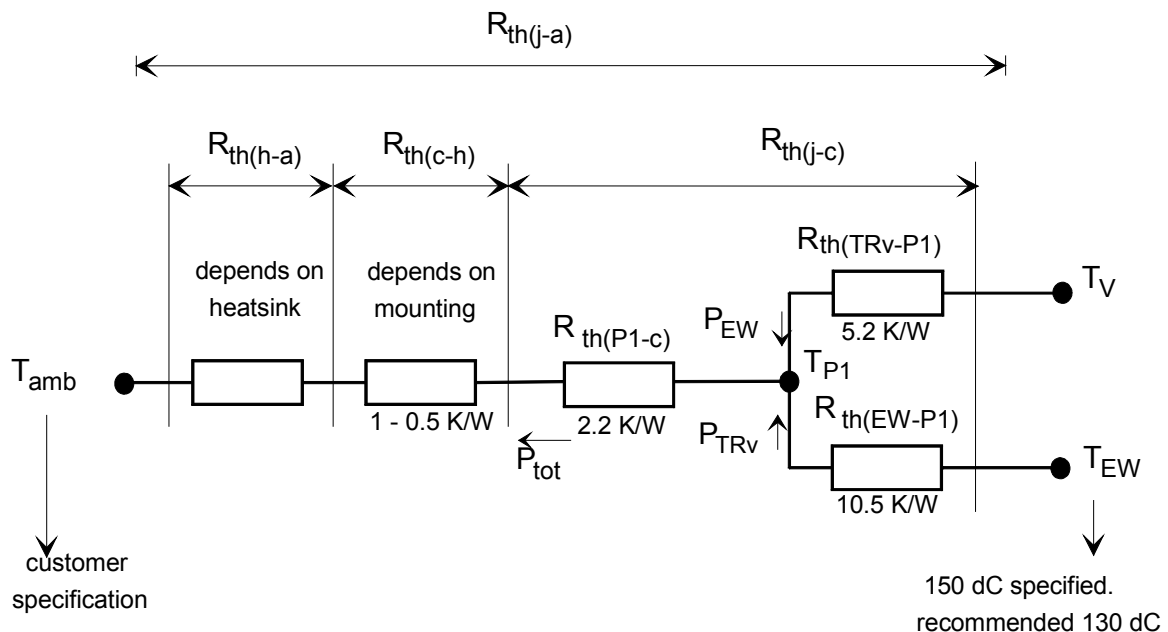 Rth(j-a)
Rth(h-a)
Rth(c-h)
Rth(j-c)
depends on
heatsink
depends on
mounting
Rth(TRv-P1)
5.2 K/W
TV
PEW
Rth(P1-c)
2.2 K/W
TP1
Tamb
1 - 0.5 K/W
Ptot
PTRv
Rth(EW-P1)
10.5 K/W
TEW
customer
specification
150 dC specified.
recommended 130 dC